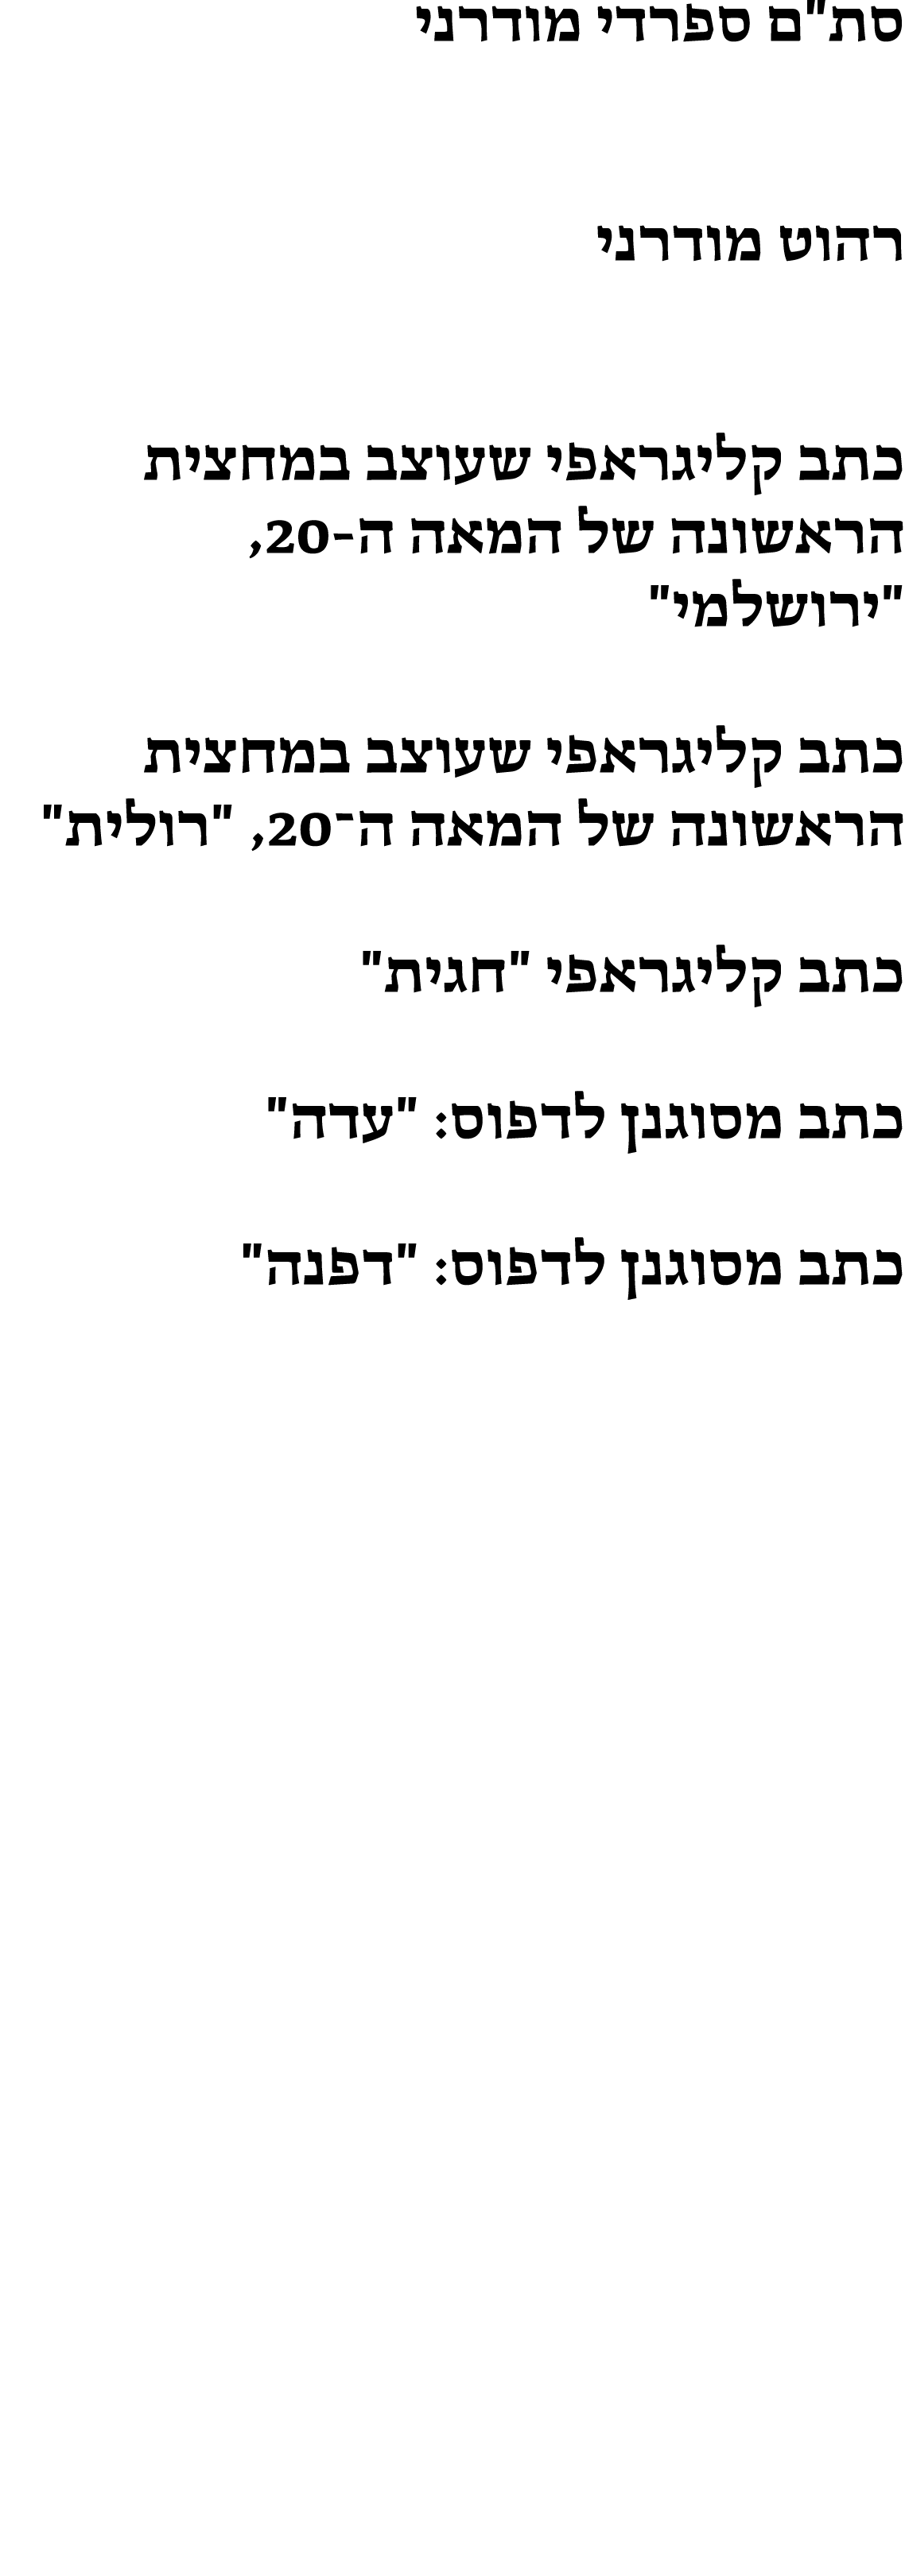 סת"ם ספרדי מודרני
רהוט מודרני
כתב קליגראפי שעוצב במחצית
הראשונה של המאה ה-20,
"ירושלמי"
כתב קליגראפי שעוצב במחצית
הראשונה של המאה ה־20, "רולית"
כתב קליגראפי "חגית"
כתב מסוגנן לדפוס: "עדה"
כתב מסוגנן לדפוס: "דפנה"